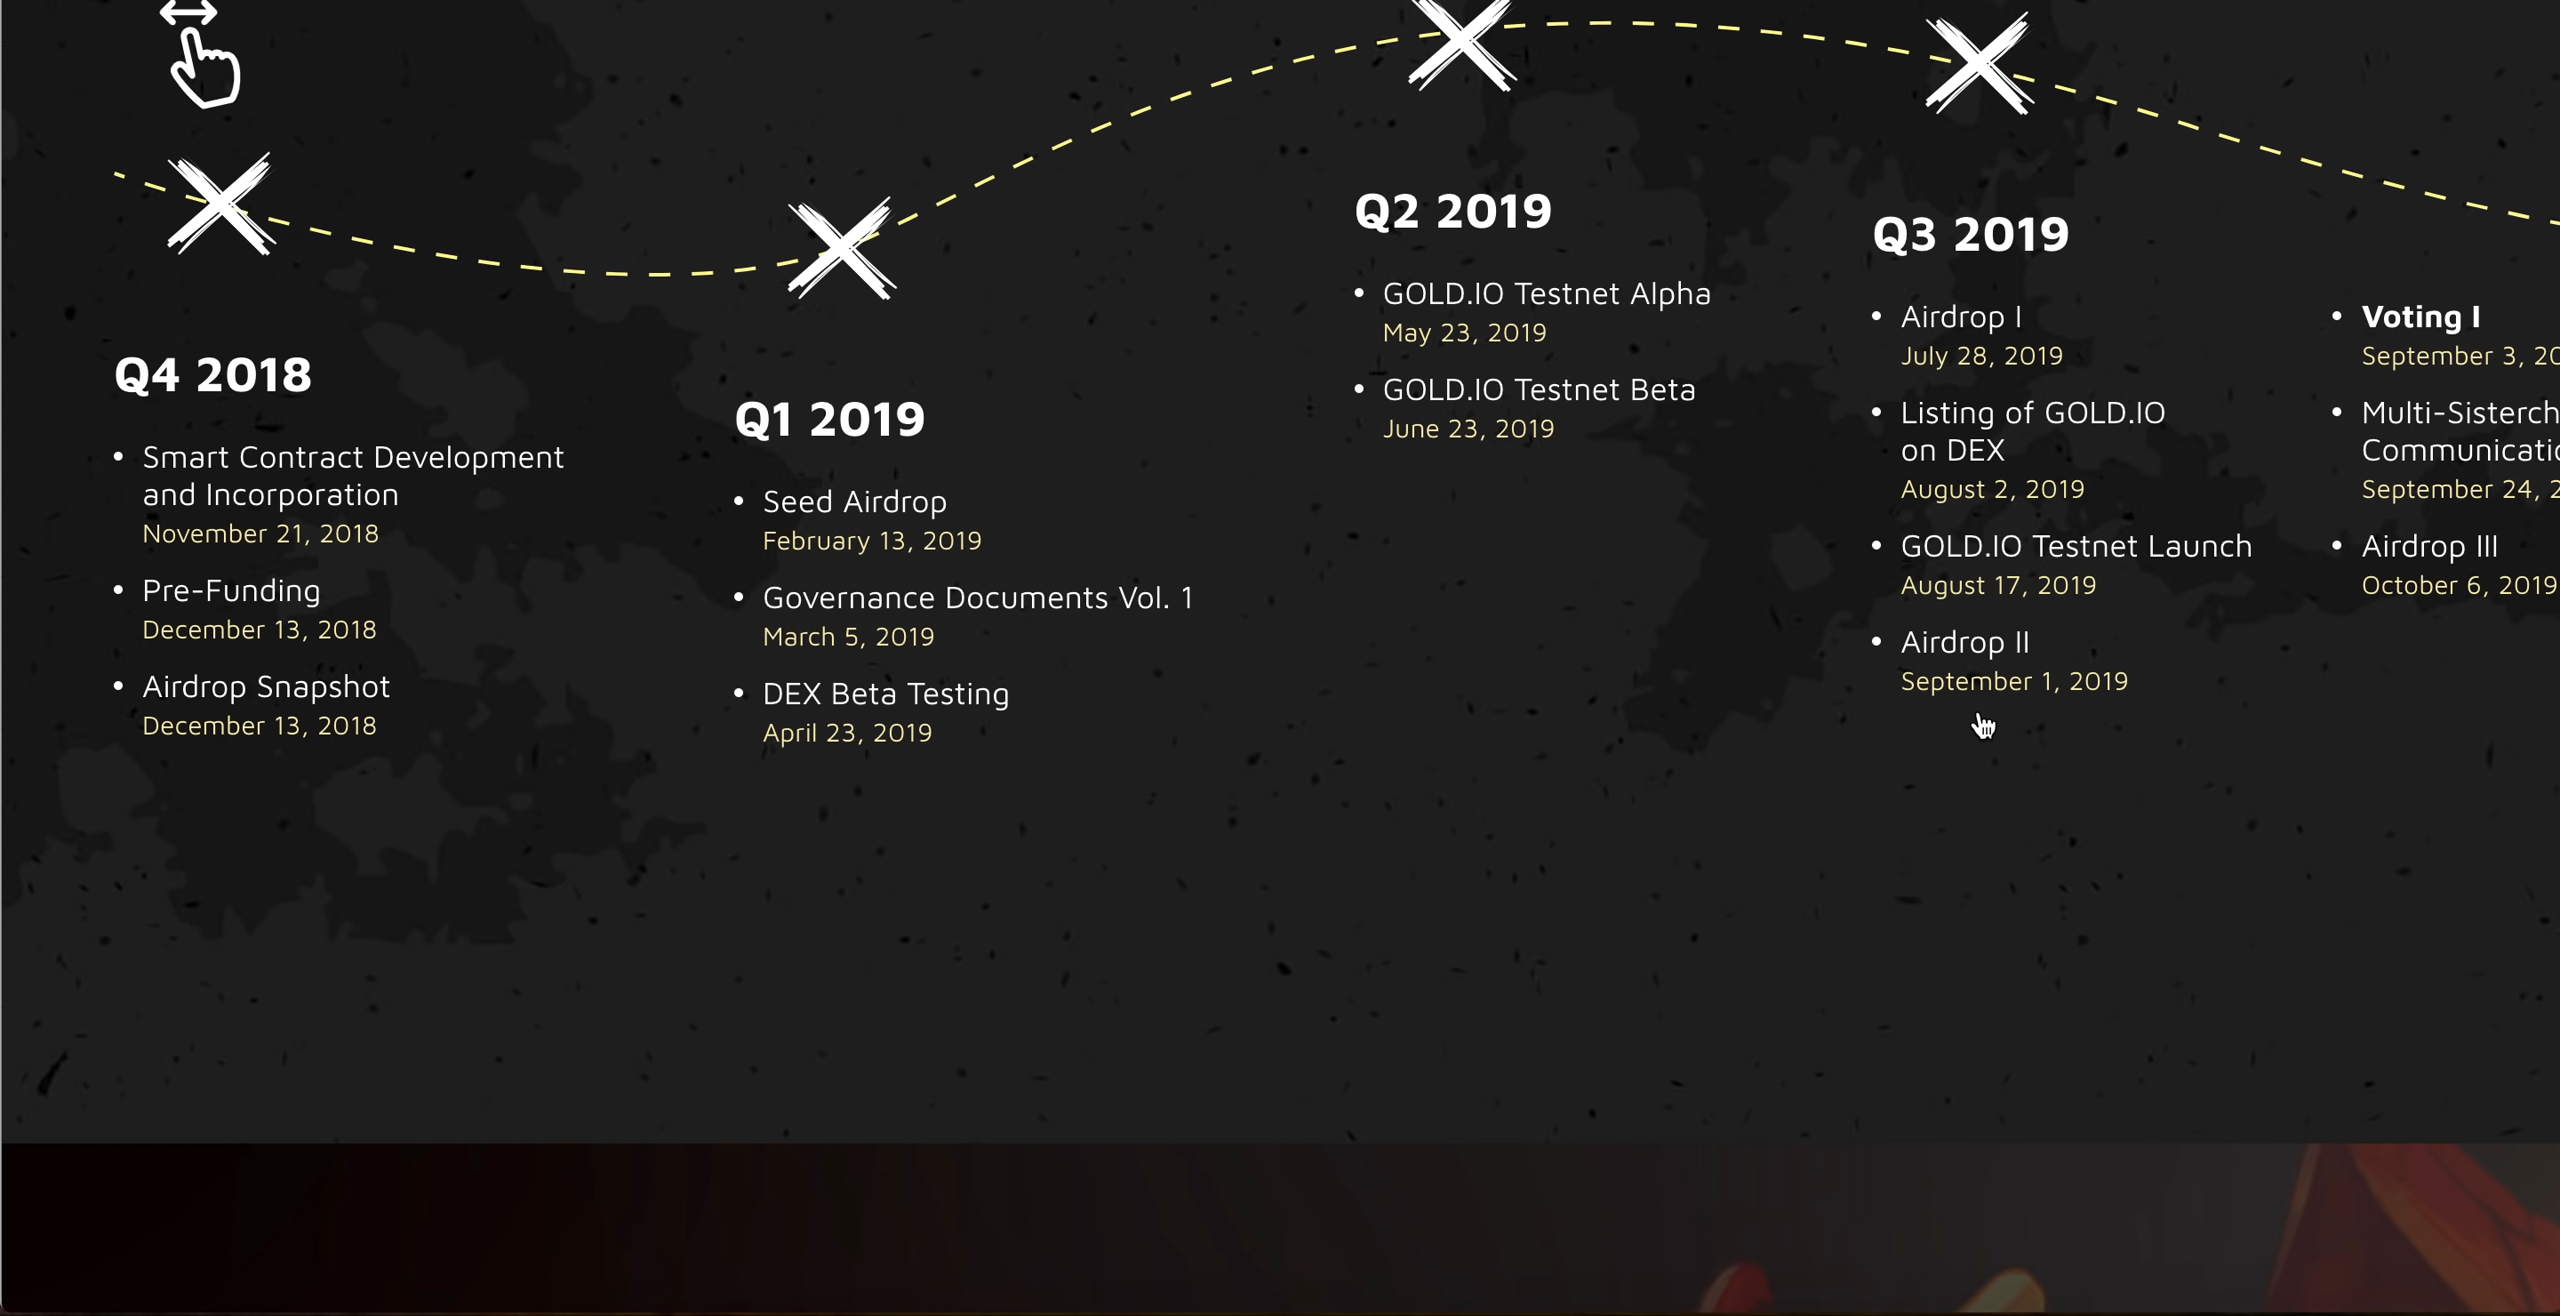 Q4 2018
• Smart Contract Development
and Incorporation
November 21, 2018
• Pre-Funding
December 13, 2018
• Airdrop Snapshot
December 13, 2018
Q1 2019
• Seed Airdrop
February 13, 2019
• Governance Documents Vol. 1
March 5, 2019
• DEX Beta Testing
April 23, 2019
Q2 2019
• GOLD.IO Testnet Alpha
May 23, 2019
• GOLD.IO Testnet Beta
June 23, 2019
Q3 2019
• Airdrop I
July 28, 2019
• Listing of GOLD.IO
on DEX
August 2, 2019
• GOLD.IO Testnet Launch
August 17, 2019
• Airdrop II
September 1, 2019
• Voting I
September 3,
• Airdrop III
October 6, 2019